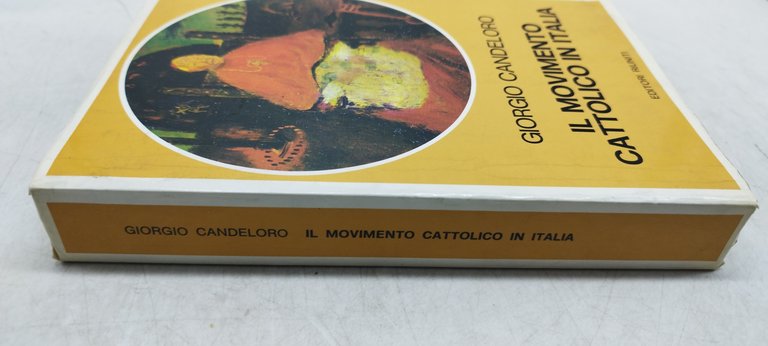 GIORGIO CANDELORO
IL MOVIMENTO
CATTOLICO IN ITALIA
EDITORI RIUNITI
GIORGIO CANDELORO IL MOVIMENTO CATTOLICO IN ITALIA